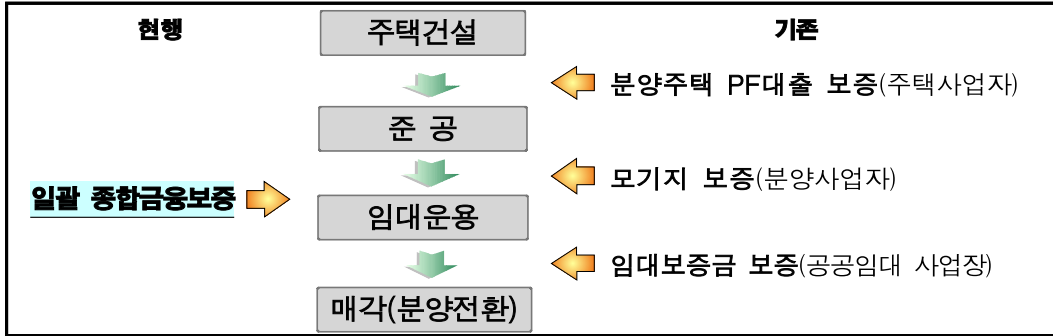 현행
주택건설
기존
분양주택 PF대출 보증(주택사업자)
준 공
모기지 보증(분양사업자)
일괄 종합금융보증
임대운용
임대보증금 보증(공공임대 사업장)
매각(분양전환)